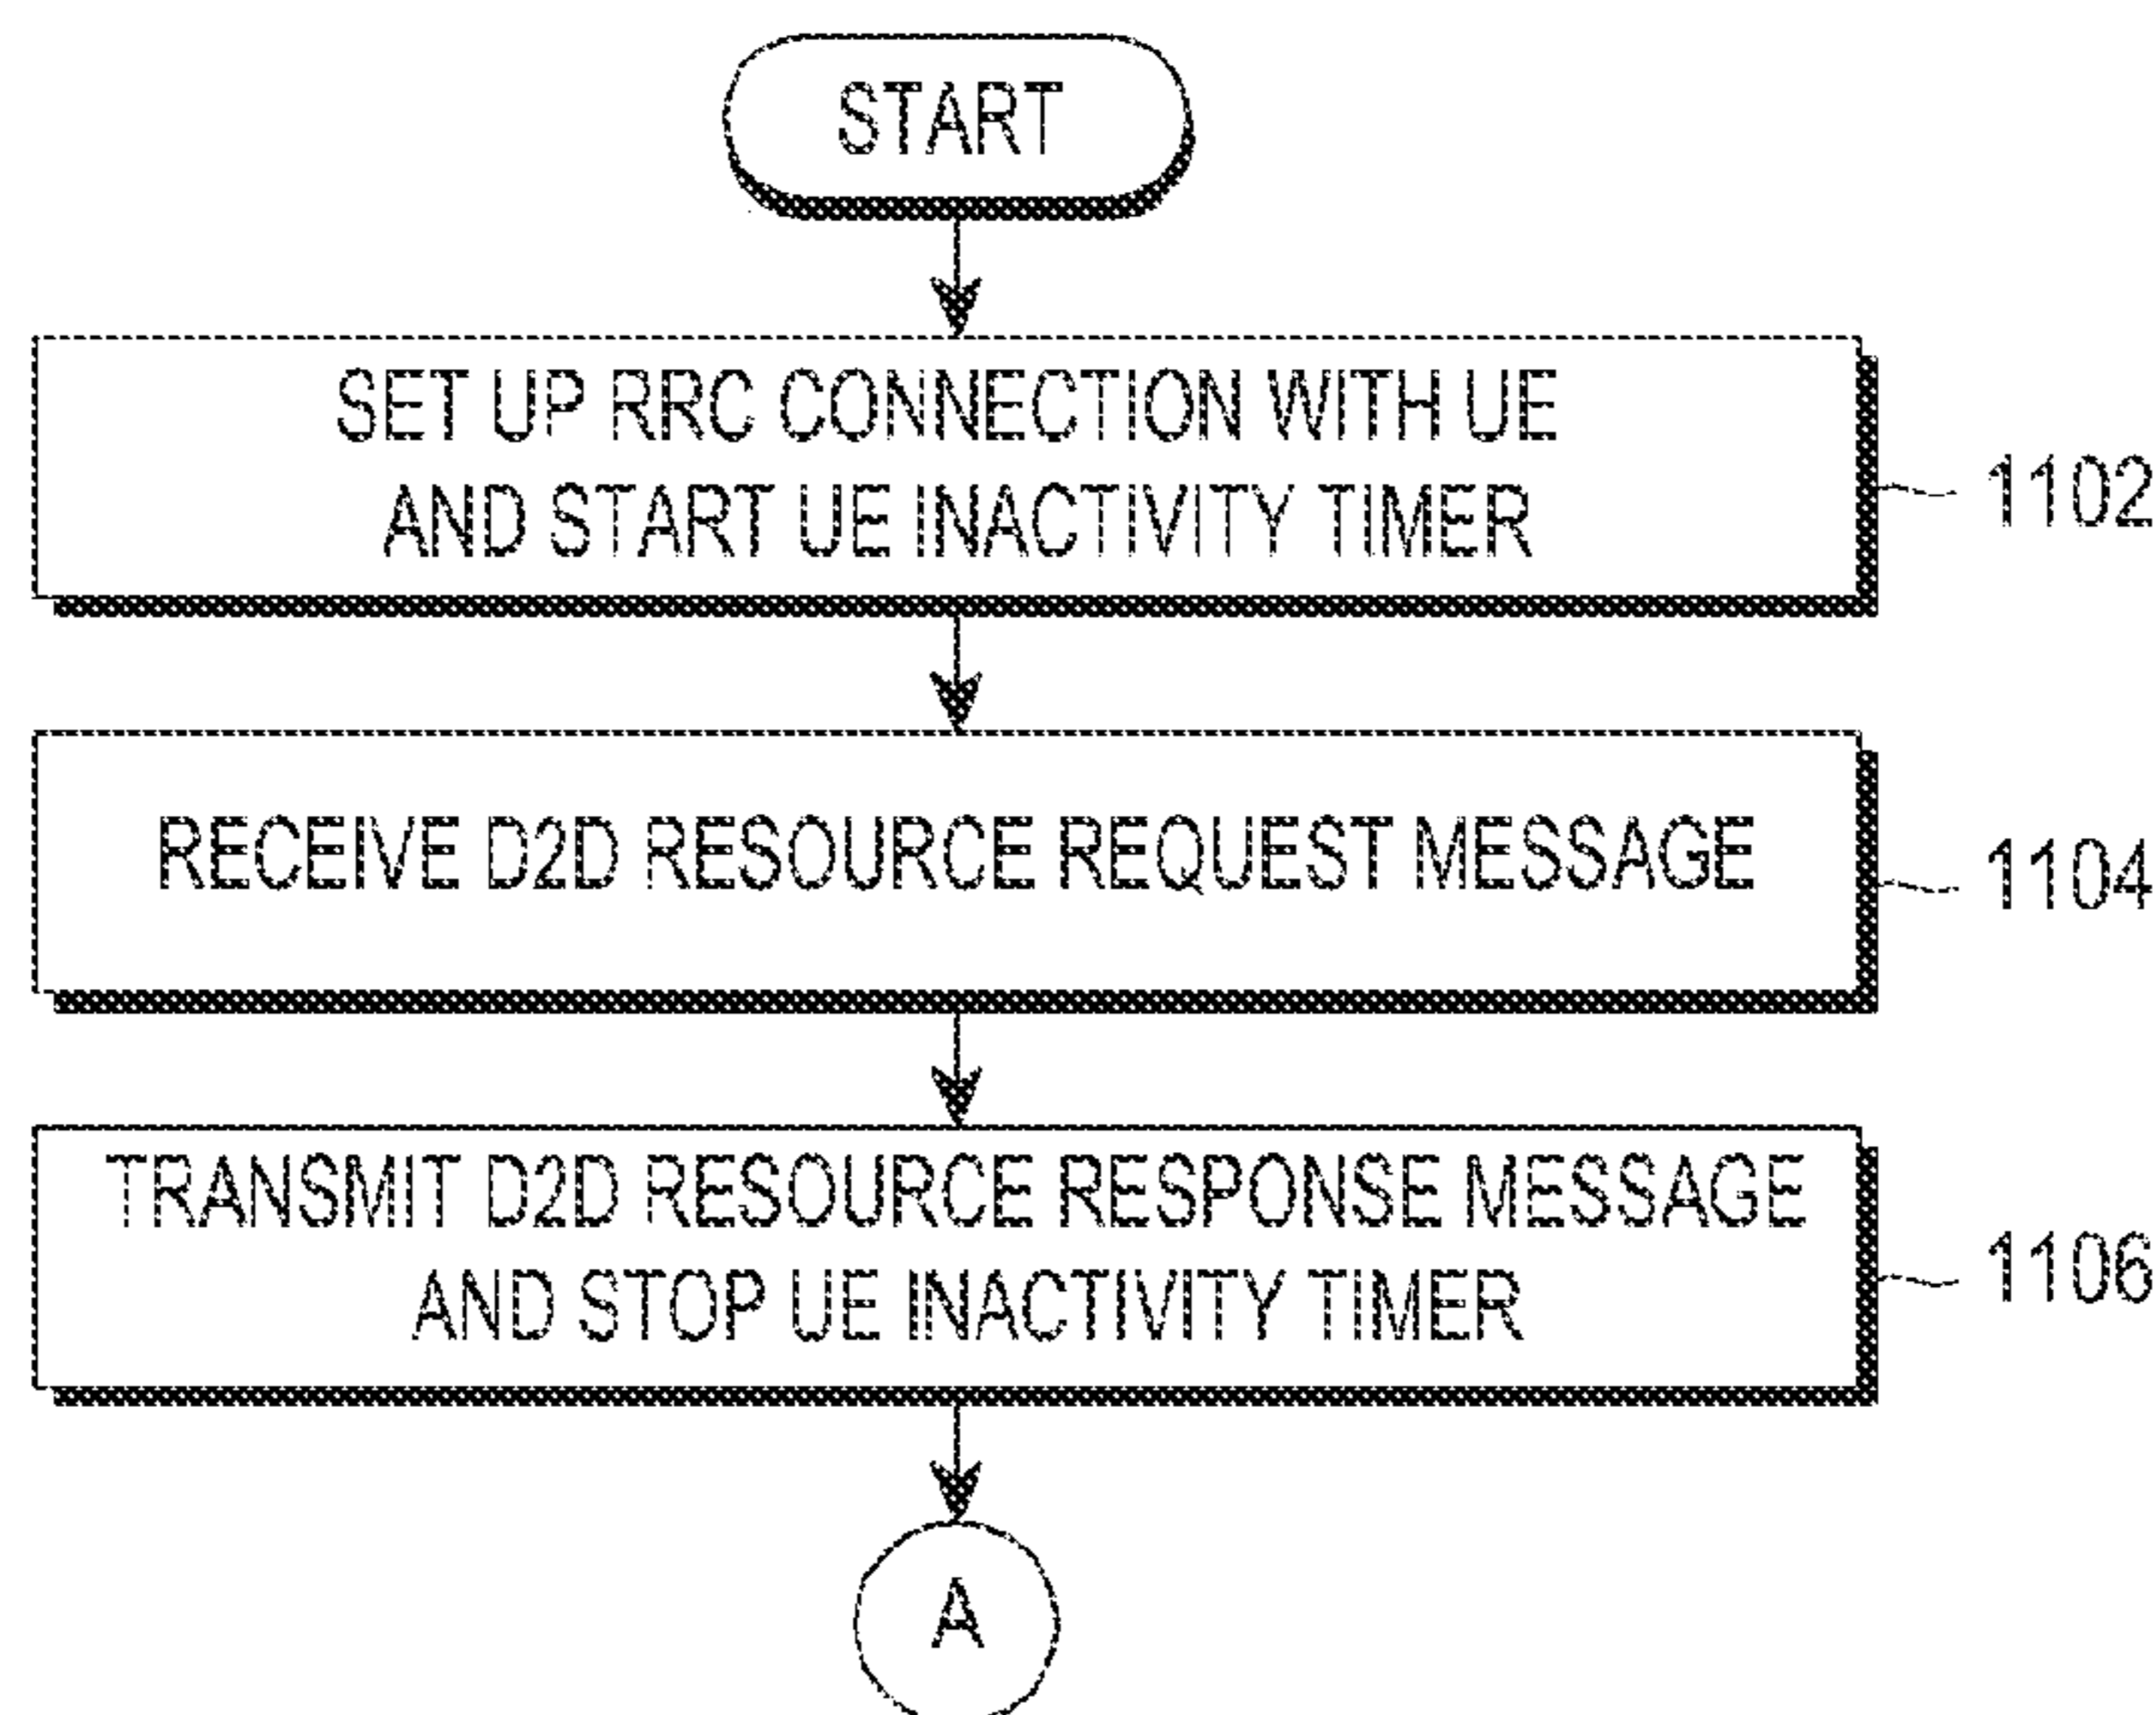 START
SET UP RRC CONNECTION WITH UE
AND START UE INACTIVITY TIMER
1102
RECEIVE D2D RESOURCE REQUEST MESSAGE
1104
TRANSMIT D2D RESOURCE RESPONSE MESSAGE
AND STOP UE INACTIVITY TIMER
1106
A